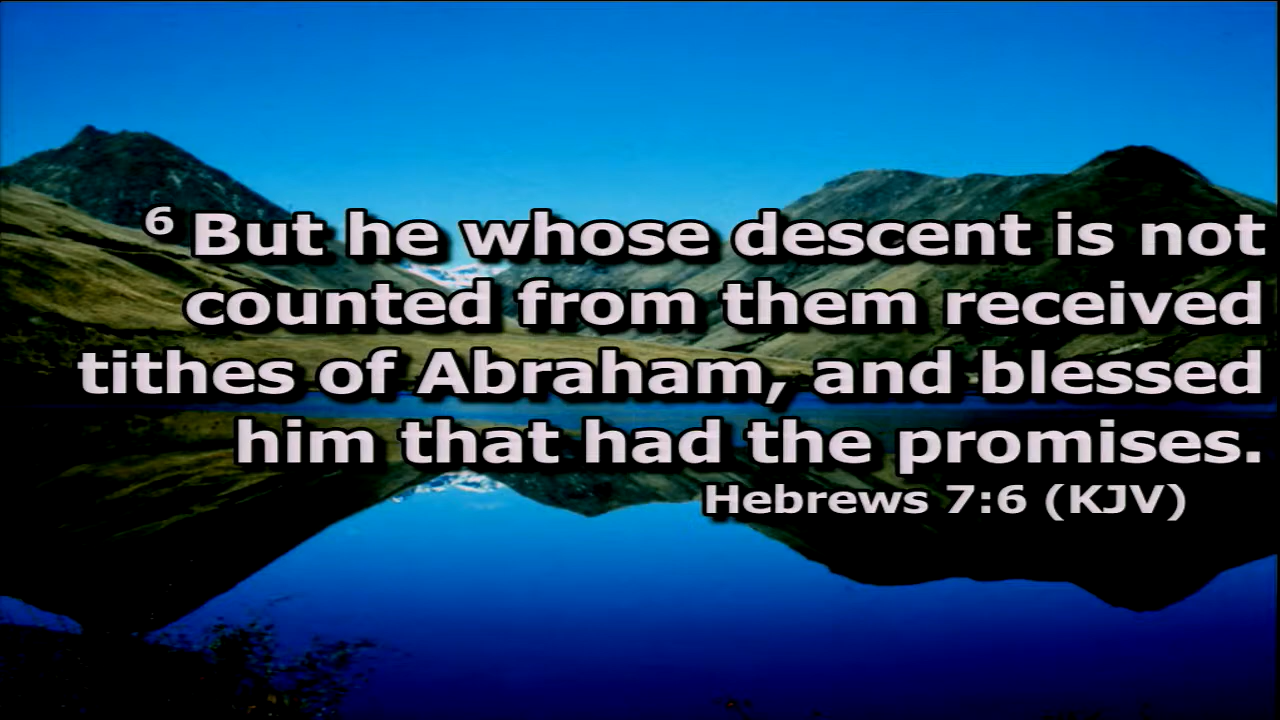 6 But he whose descent is not
counted from them received
tithes of Abraham, and blessed
him that had the promises.
Hebrews 7:6 (KJV)